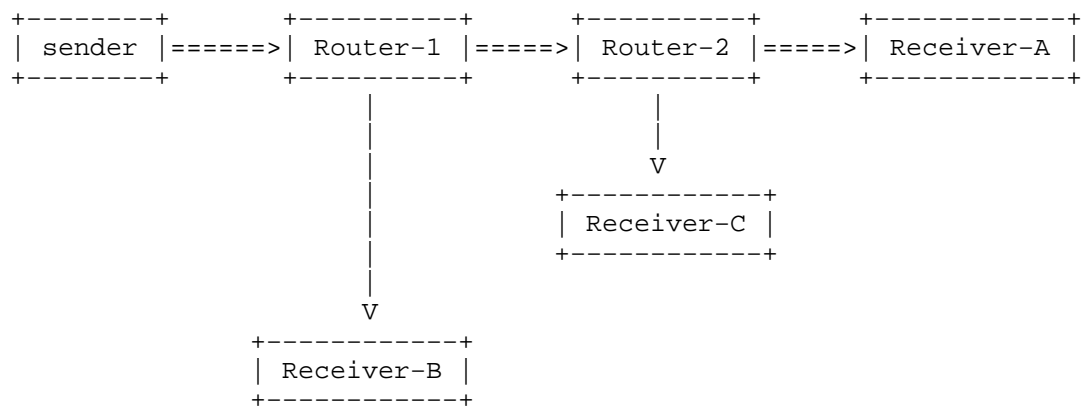 sender ======> Router-1 =====> Router-2 =====> Receiver-A
V
Receiver-C
V
Receiver-B